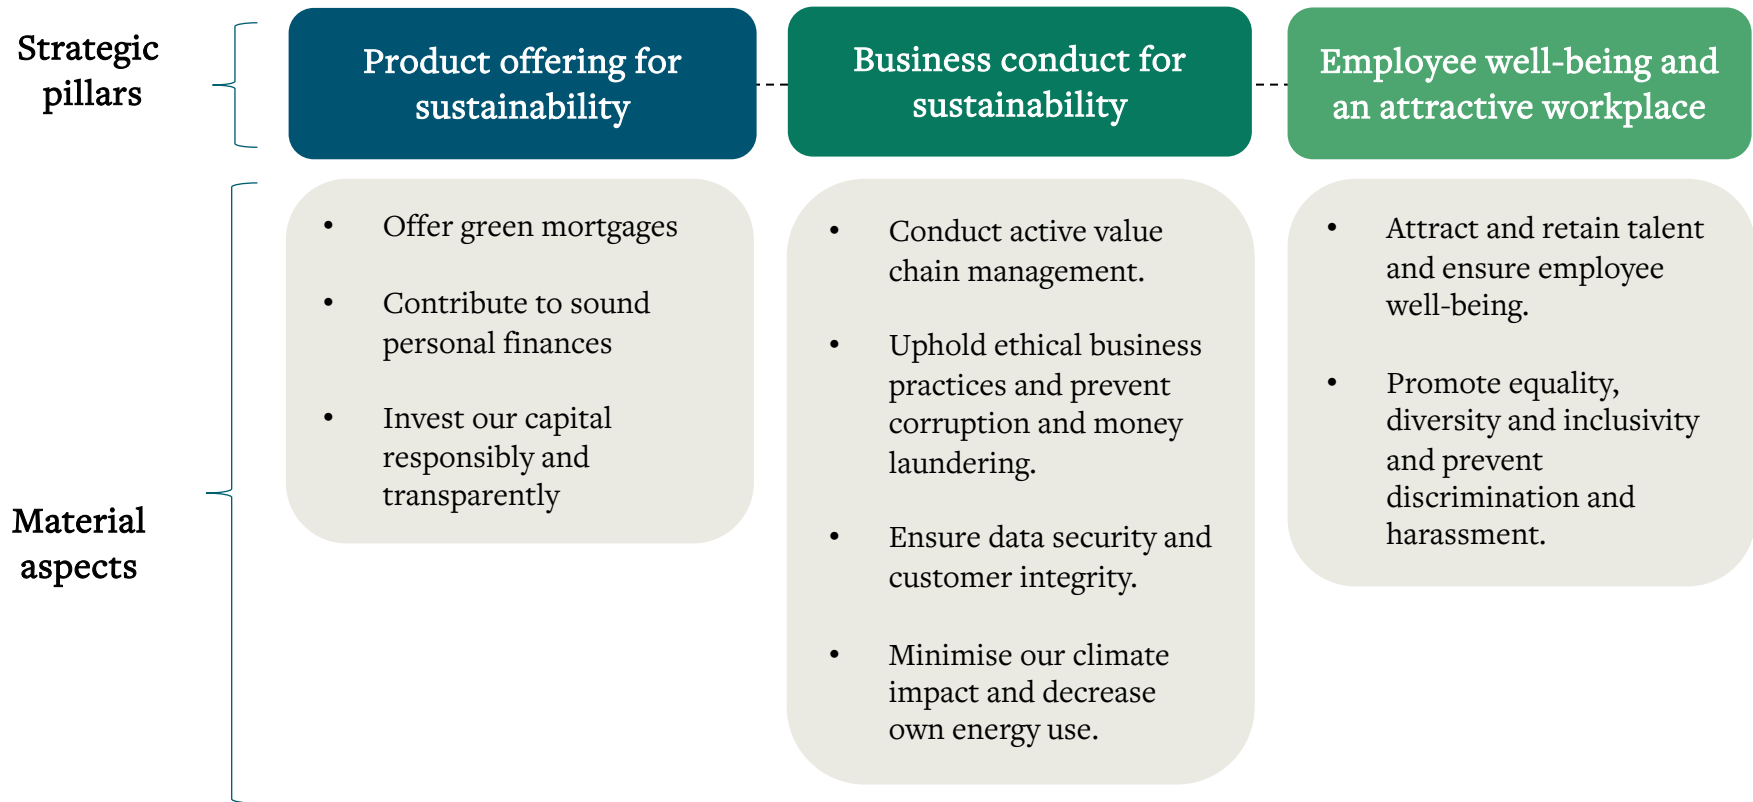 Strategic
pillars
Product offering for
sustainability
Business conduct for
sustainability
Employee well-being and
an attractive workplace
Material
aspects
• Offer green mortgages
• Contribute to sound
personal finances
• Invest our capital
responsibly and
transparently
• Conduct active value
chain management.
• Uphold ethical business
practices and prevent
corruption and money
laundering.
• Ensure data security and
customer integrity.
• Minimise our climate
impact and decrease
own energy use.
• Attract and retain talent
and ensure employee
well-being.
• Promote equality,
diversity and inclusivity
and prevent
discrimination and
harassment.